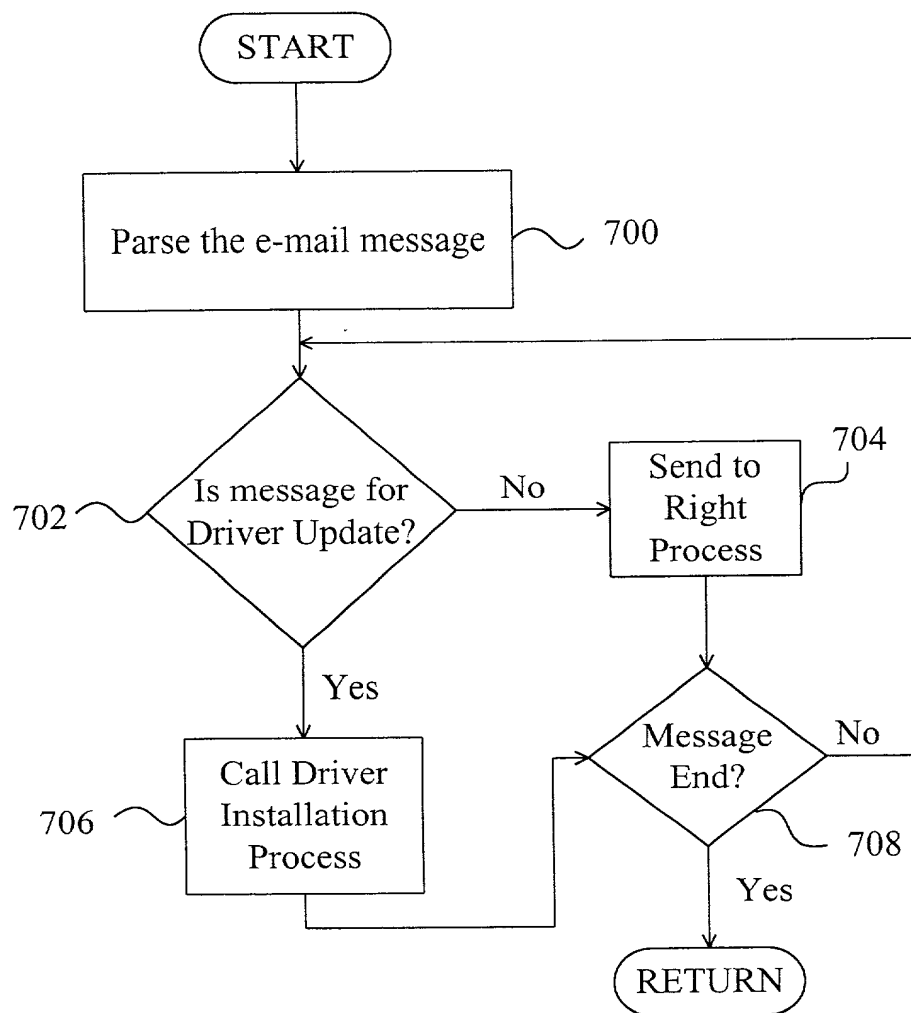 START
Parse the e-mail message
700
Is message for
Driver Update?
702
No
Send to
Right
Process
704
Yes
Call Driver
Installation
Process
706
Message
End?
No
708
Yes
RETURN